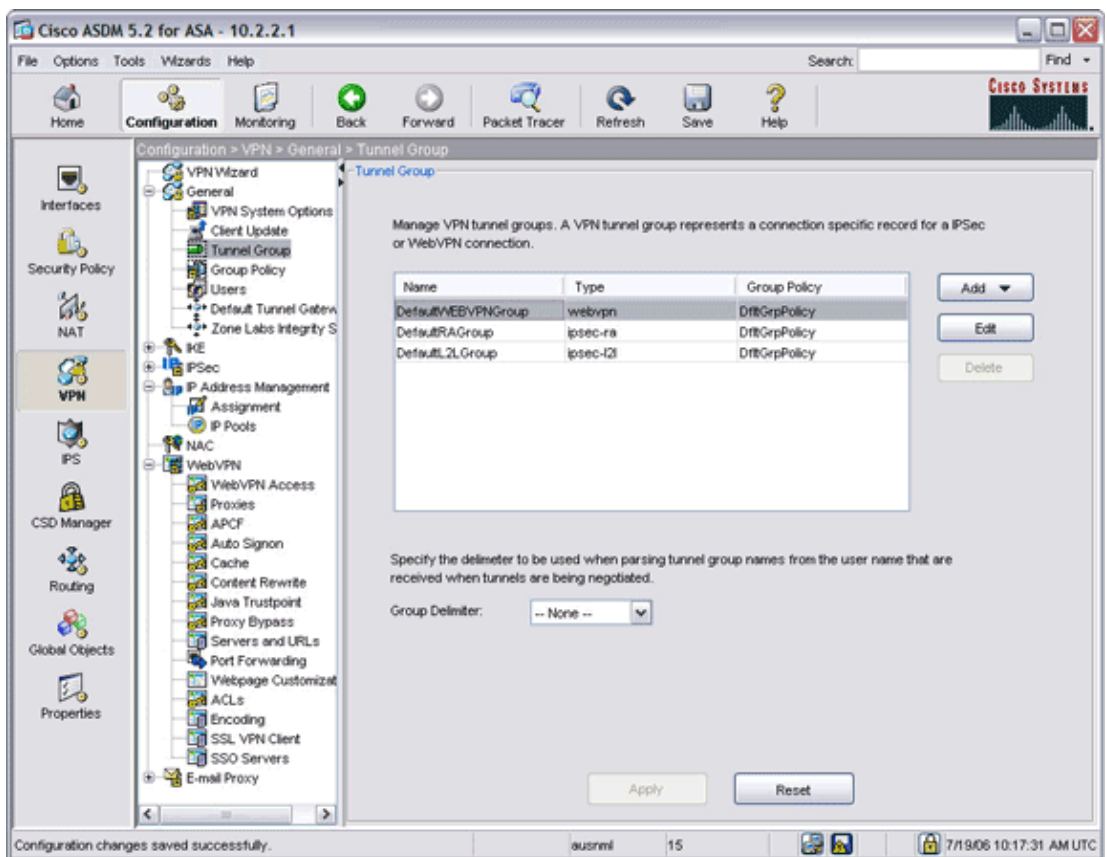 Cisco ASDM 5.2 for ASA - 10.2.2.1
File Options Tools Wizards Help Search: Find
Home Configuration Monitoring Back Forward Packet Tracer Refresh Save Help
CISCO SYSTEMS
Configuration > VPN > General > Tunnel Group
Interfaces
Security Policy
NAT
VPN
IPS
CSD Manager
Routing
Global Objects
Properties
VPN Wizard
General
VPN System Options
Client Update
Tunnel Group
Group Policy
Users
Default Tunnel Gatew
Zone Labs Integrity S
IKE
IPSec
IP Address Management
Assignment
IP Pools
NAC
WebVPN
WebVPN Access
Proxies
APCF
Auto Signon
Cache
Content Rewrite
Java Trustpoint
Proxy Bypass
Servers and URLs
Port Forwarding
Webpage Customizat
ACLs
Encoding
SSL VPN Client
SSO Servers
E-mail Proxy
Tunnel Group
Manage VPN tunnel groups. A VPN tunnel group represents a connection specific record for a IPSec
or WebVPN connection.
Name Type Group Policy
DefaultWEBVPNGroup webvpn DfltGrpPolicy
DefaultRAGroup ipsec-ra DfltGrpPolicy
DefaultL2LGroup ipsec-l2l DfltGrpPolicy
Add
Edit
Delete
Specify the delimeter to be used when parsing tunnel group names from the user name that are
received when tunnels are being negotiated.
Group Delimiter: -- None --
Apply Reset
Configuration changes saved successfully. ausnml 15 7/19/06 10:17:31 AM UTC